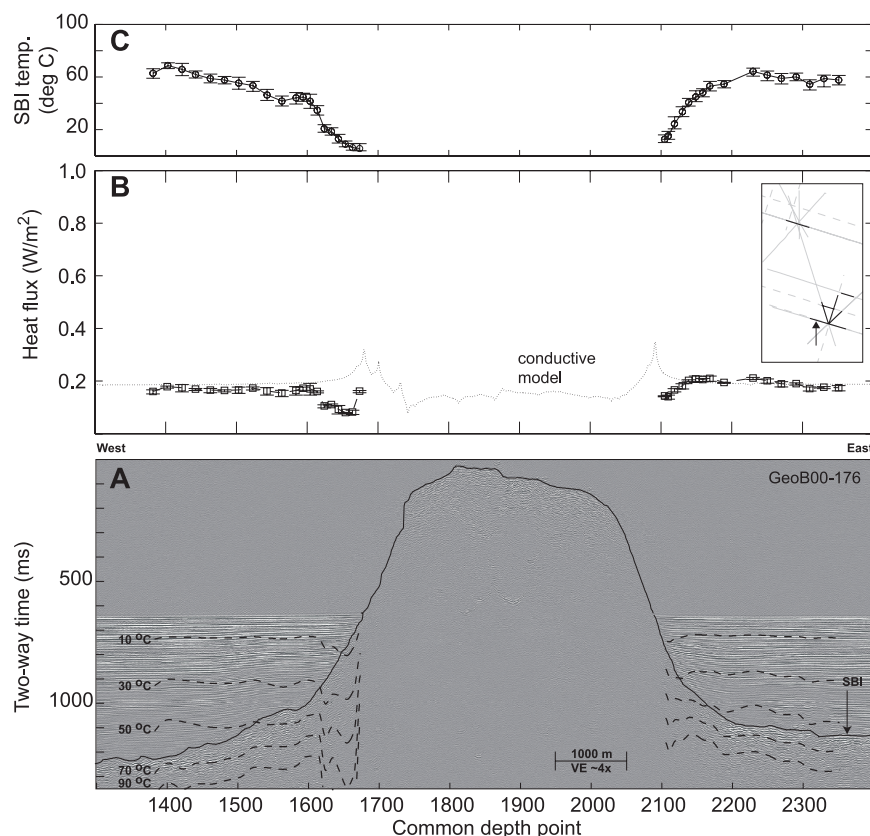 C
SBI temp.
(deg C)
100
60
20
B
Heat flux (W/m²)
1.0
0.8
0.6
0.4
0.2
conductive
model
West
East
A
GeoB00-176
Two-way time (ms)
500
1000
10 °C
30 °C
50 °C
70 °C
90 °C
SBI
1000 m
VE ~4x
1400 1500 1600 1700 1800 1900 2000 2100 2200 2300
Common depth point